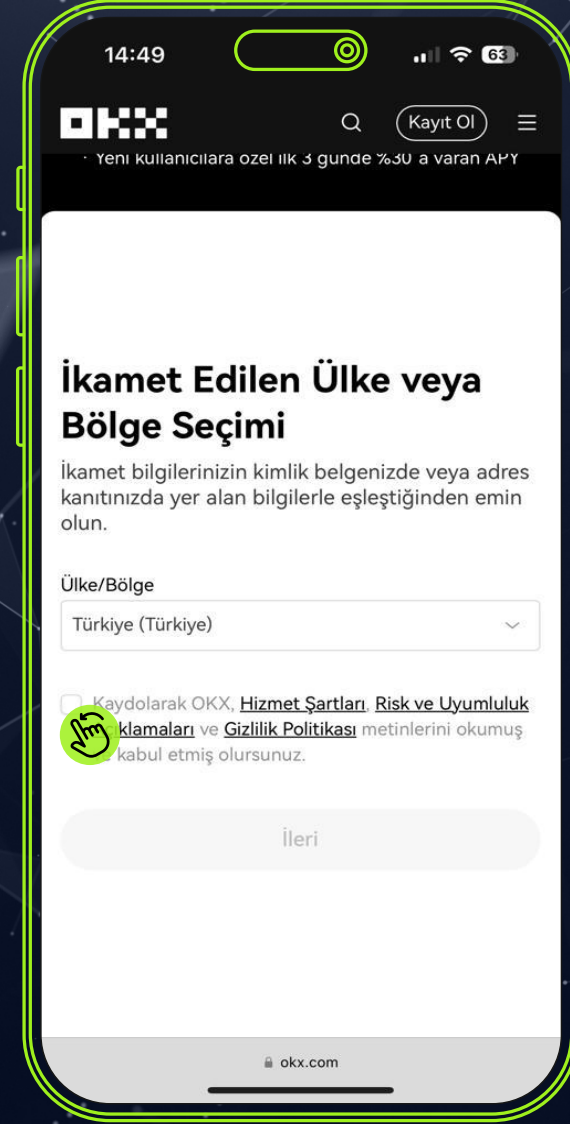 14:49
63
OKX
Kayıt Ol
· Yeni kullanıcılara özel ilk 3 günde %30'a varan APY
İkamet Edilen Ülke veya
Bölge Seçimi
İkamet bilgilerinizin kimlik belgenizde veya adres
kanıtınızda yer alan bilgilerle eşleştiğinden emin
olun.
Ülke/Bölge
Türkiye (Türkiye)
Kaydolarak OKX, Hizmet Şartları, Risk ve Uyumluluk
ve Gizlilik Politikası metinlerini okumuş
kabul etmiş olursunuz.
İleri
okx.com